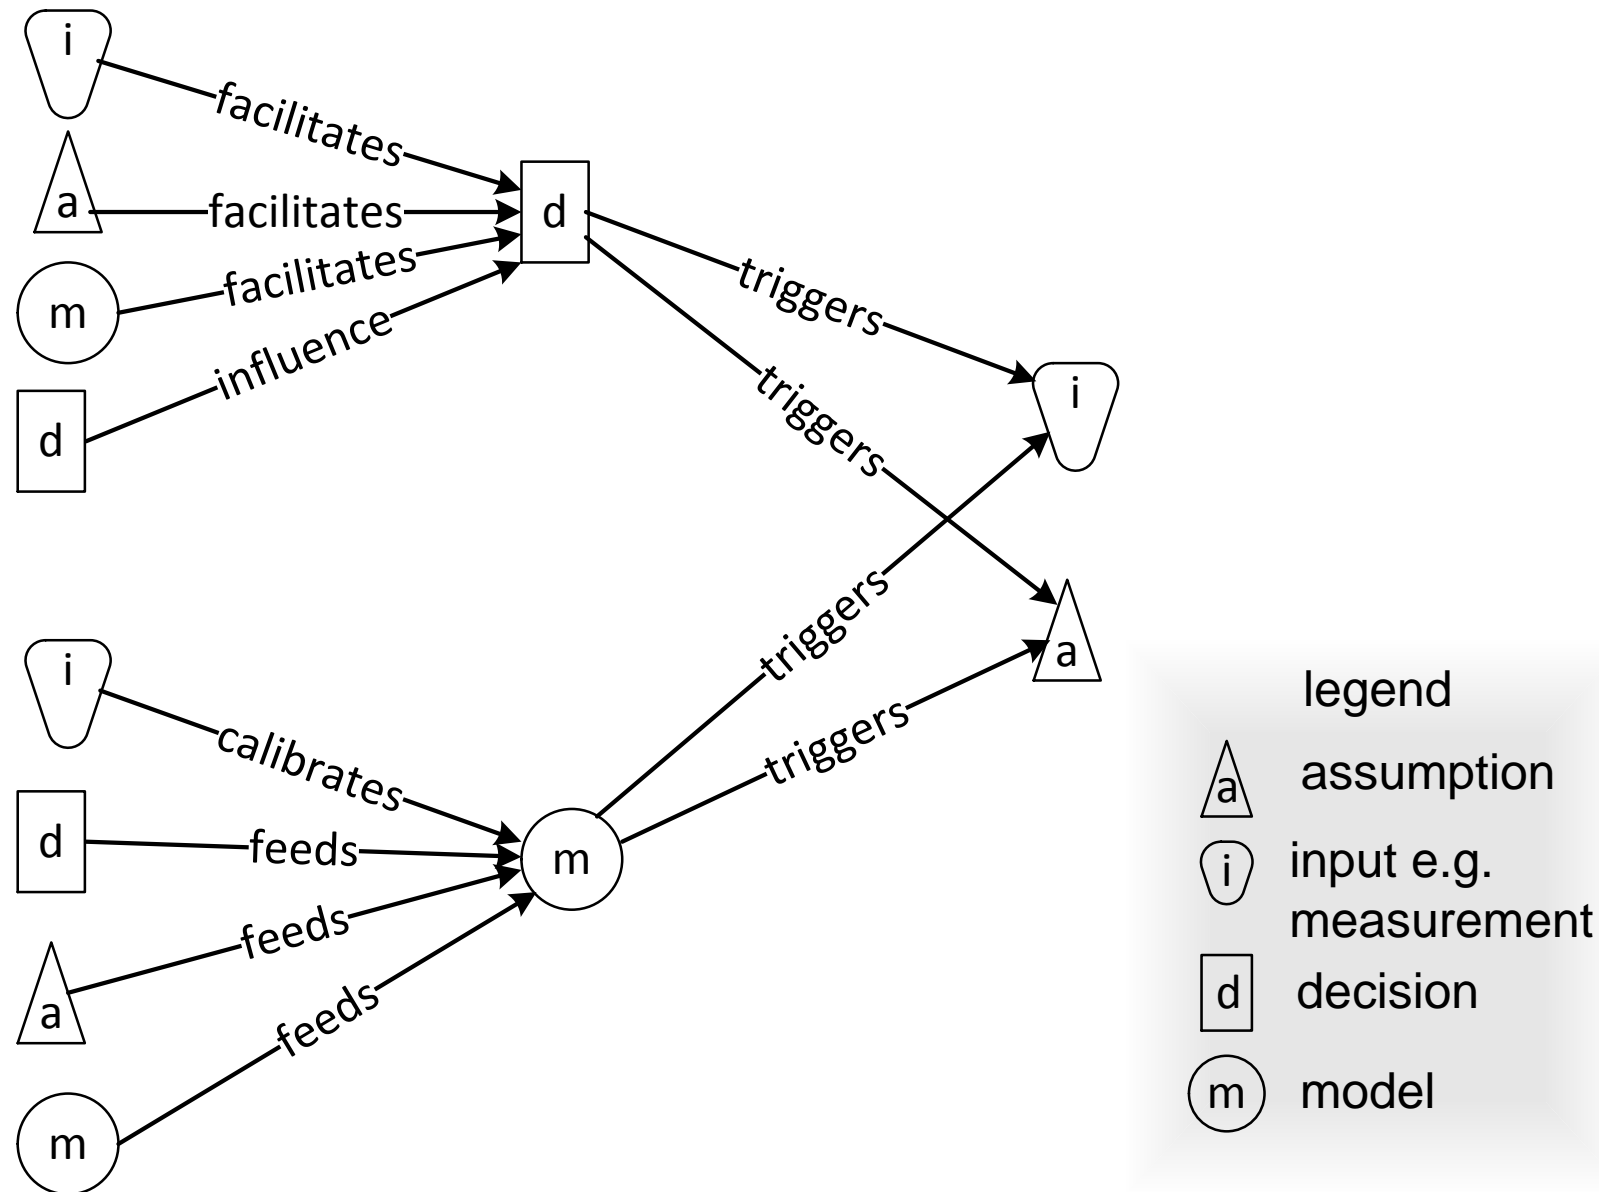 i
facilitates
a
facilitates
d
m
facilitates
d
influence
triggers
triggers
i
a
i
calibrates
d
feeds
m
a
feeds
m
feeds
triggers
triggers
legend
a assumption
i input e.g.
measurement
d decision
m model